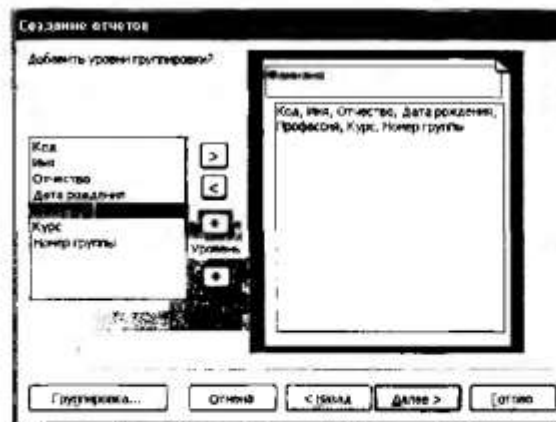 Создание отчетов
Добавить уровни группировки?
Фамилия
Код, Имя, Отчество, Дата рождения,
Профессия, Курс, Номер группы
Код
Имя
Отчество
Дата рождения
Курс
Номер группы
>
<
Уровень
Группировка...
Отмена
< Назад
Далее >
Готово